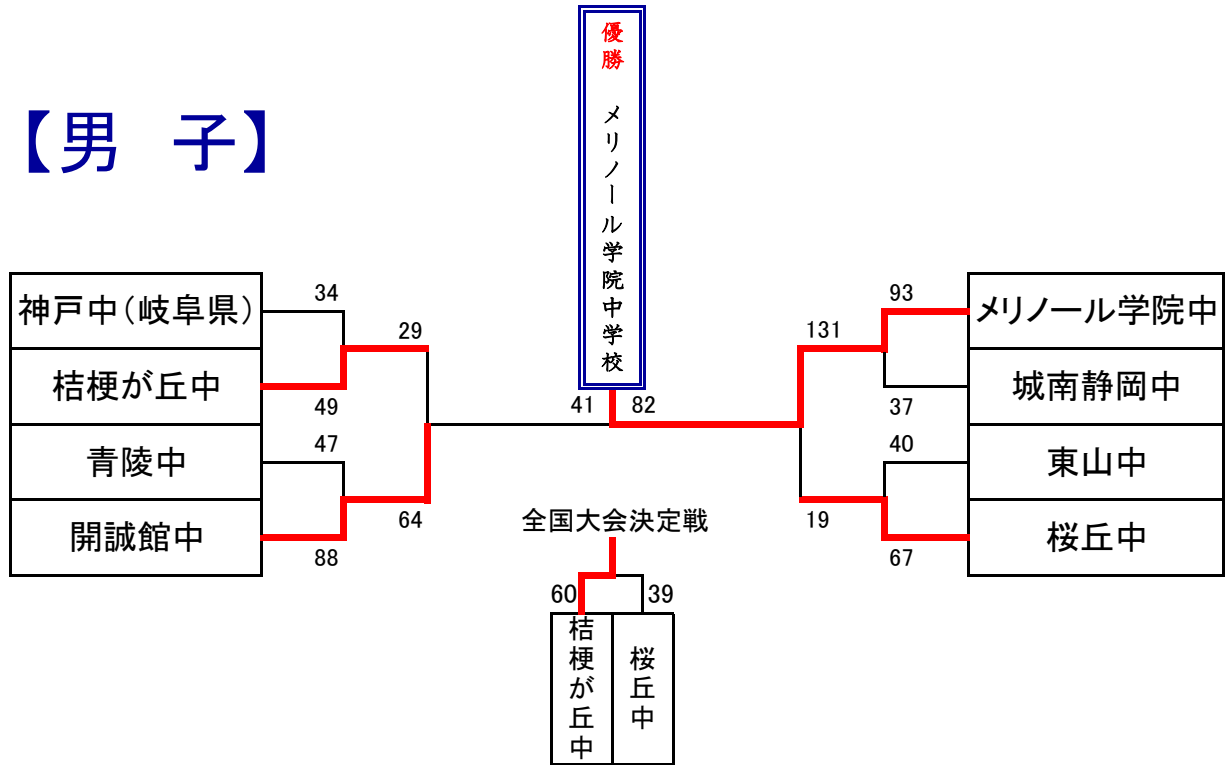 優勝 メリノール学院中学校
【男 子】
神戸中(岐阜県)
桔梗が丘中
青陵中
開誠館中
34
49
47
88
29
64
41
82
131
19
93
37
40
67
メリノール学院中
城南静岡中
東山中
桜丘中
全国大会決定戦
60
39
桔梗が丘中
桜丘中